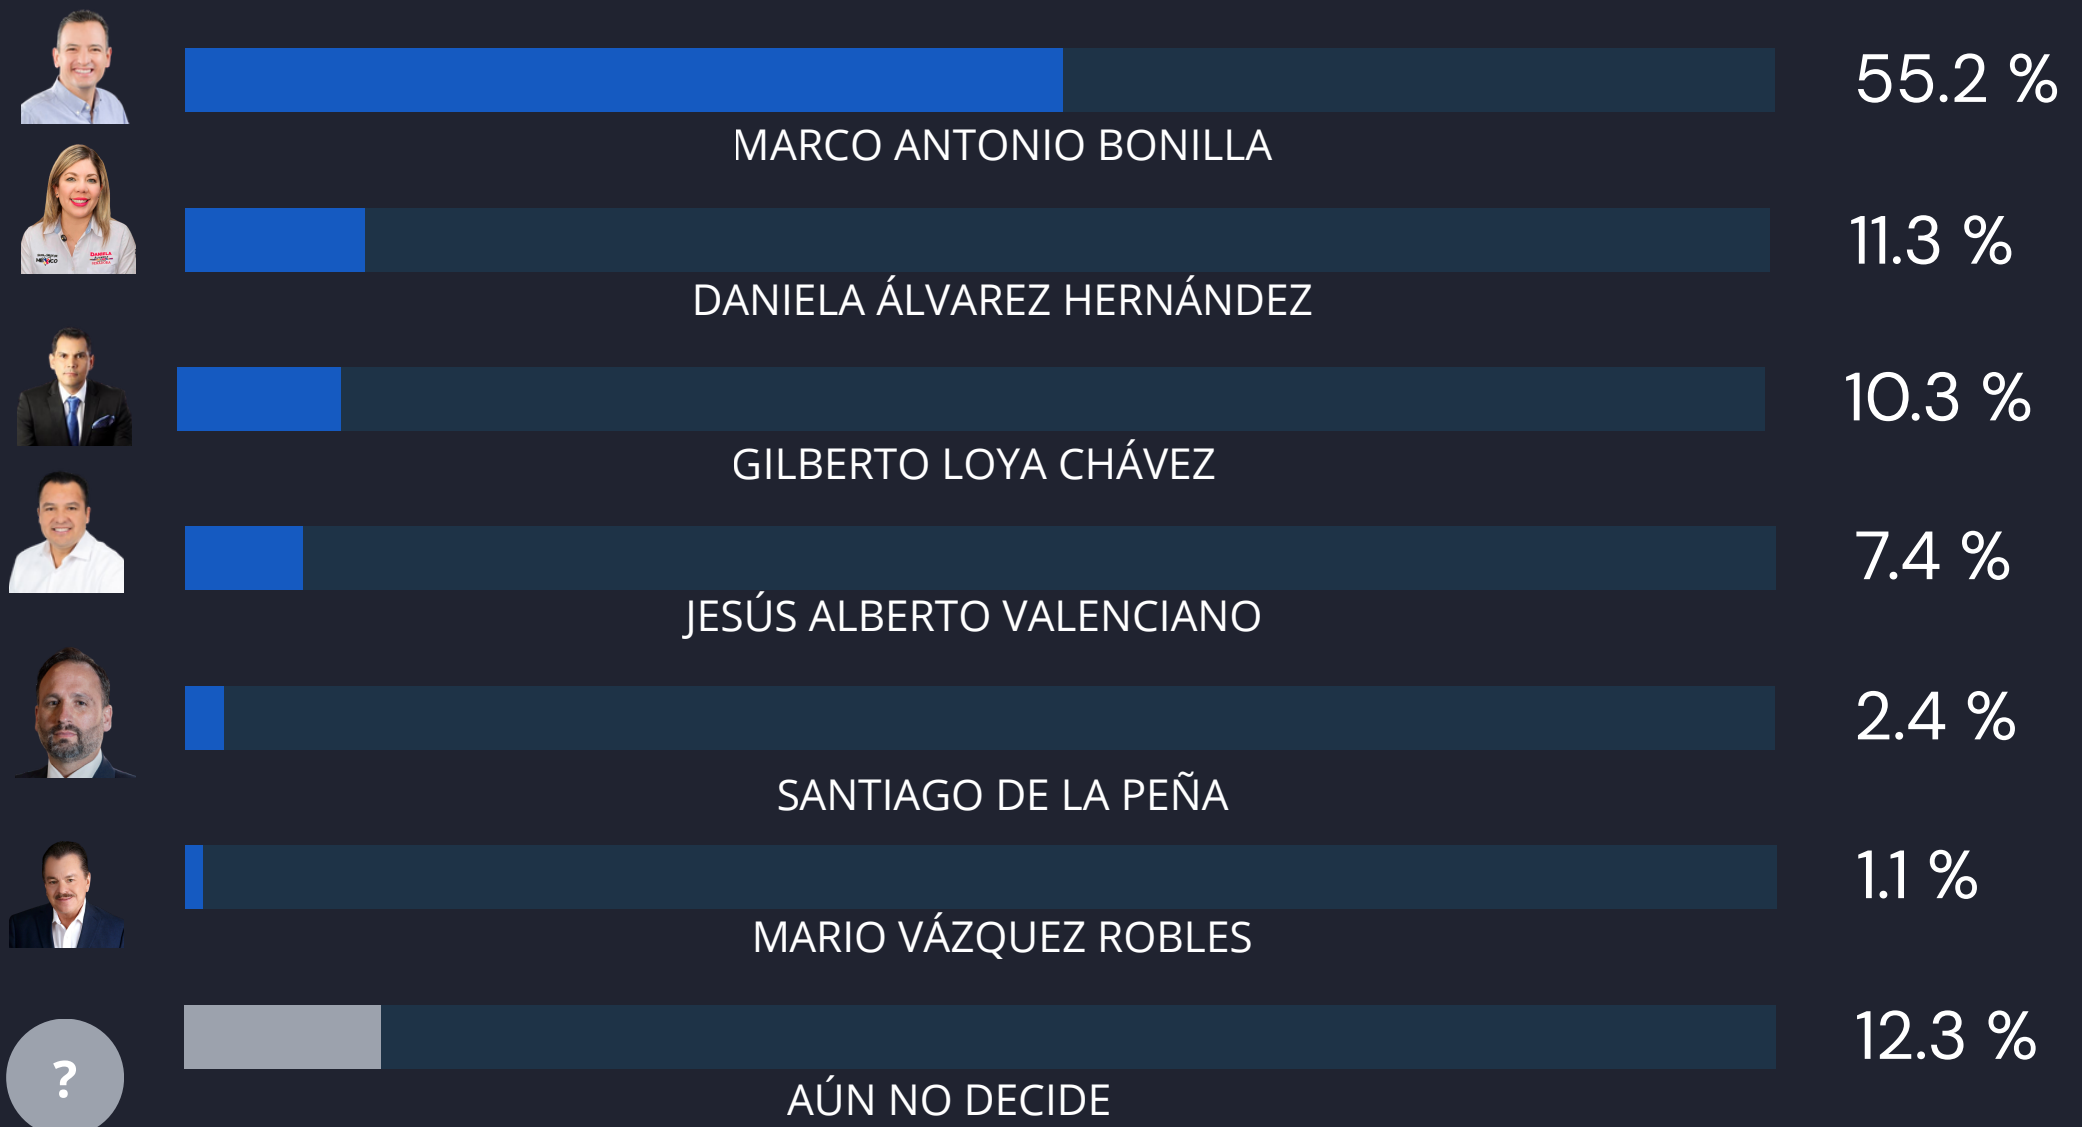 55.2 %
MARCO ANTONIO BONILLA
11.3 %
DANIELA ÁLVAREZ HERNÁNDEZ
10.3 %
GILBERTO LOYA CHÁVEZ
7.4 %
JESÚS ALBERTO VALENCIANO
2.4 %
SANTIAGO DE LA PEÑA
1.1 %
MARIO VÁZQUEZ ROBLES
12.3 %
?
AÚN NO DECIDE